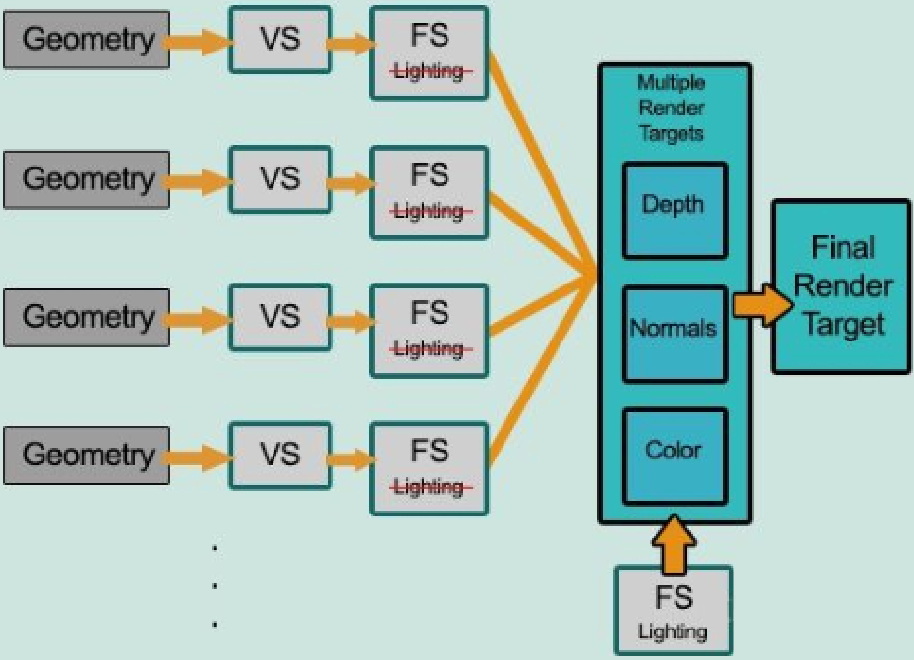 Geometry
VS
FS
Lighting
Geometry
VS
FS
Lighting
Geometry
VS
FS
Lighting
Geometry
VS
FS
Lighting
.
.
.
Multiple
Render
Targets
Depth
Normals
Color
Final
Render
Target
FS
Lighting